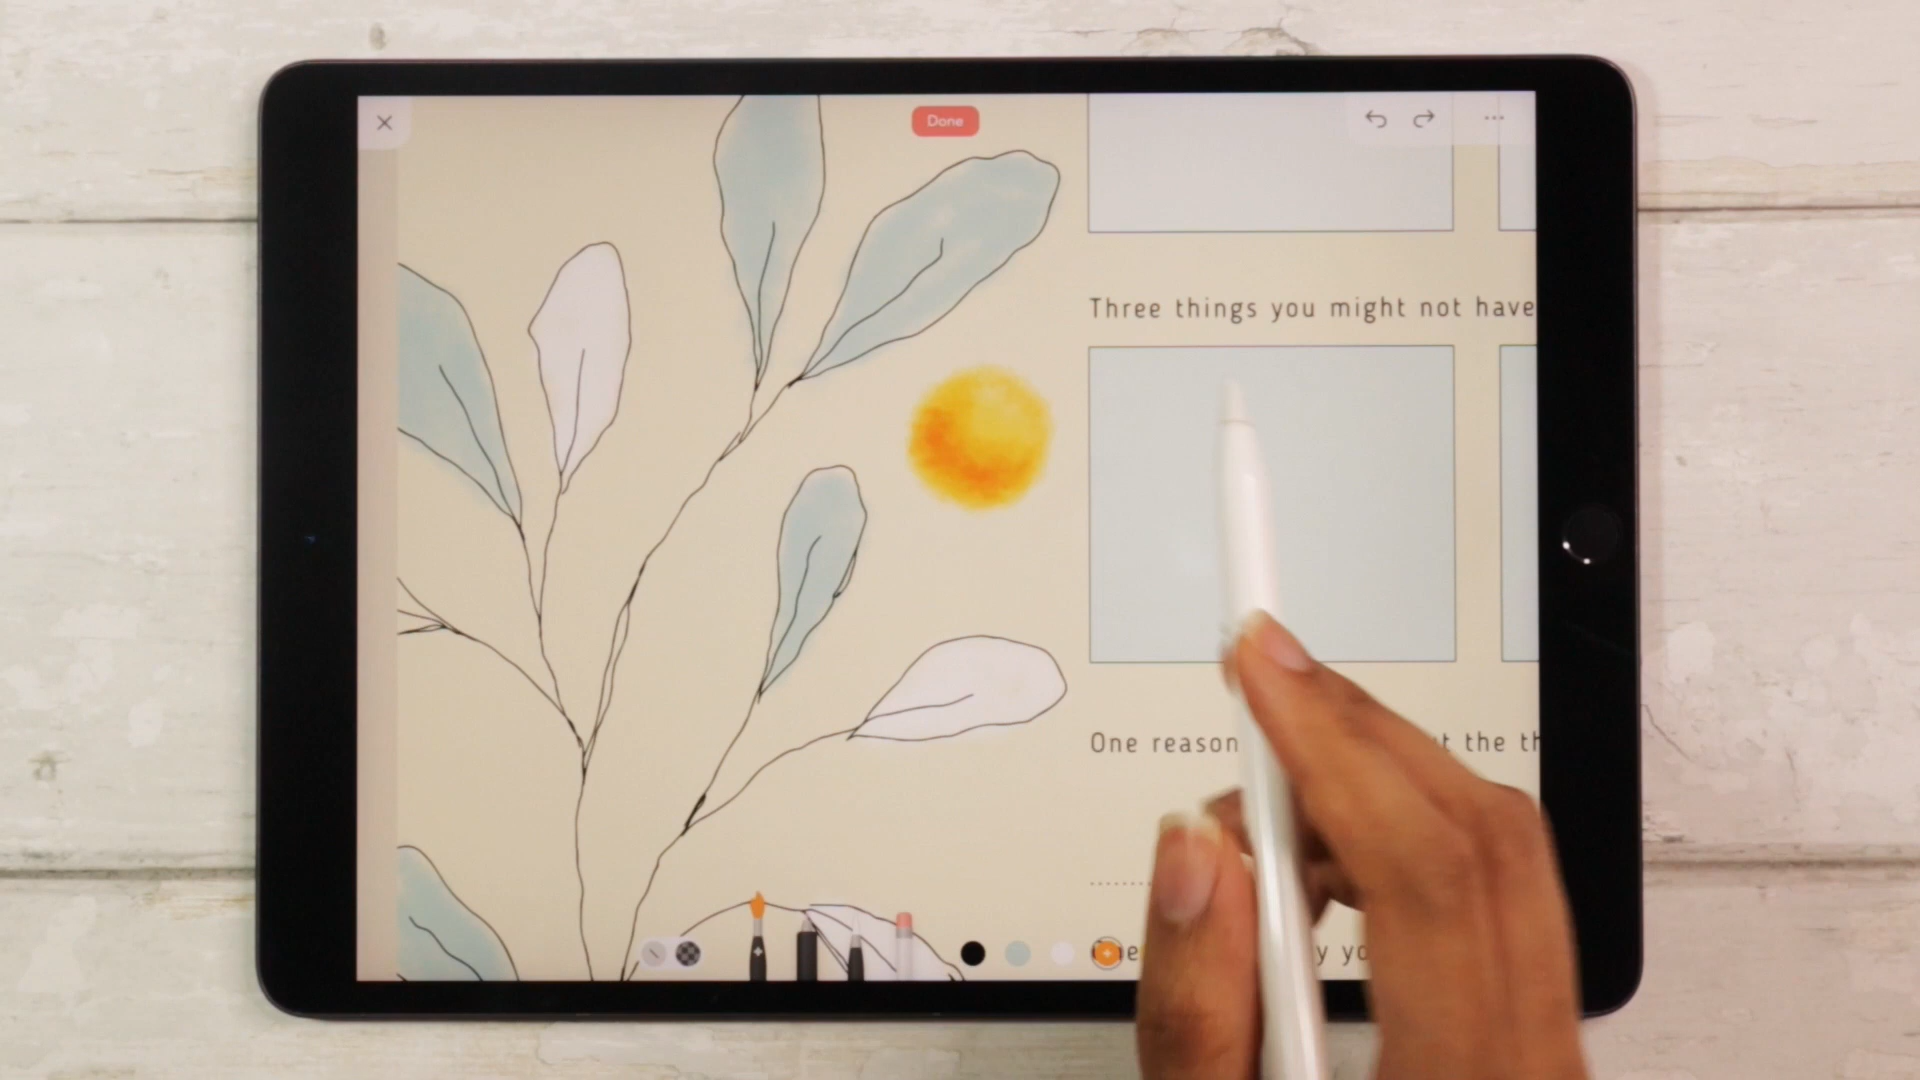 Done
Three things you might not have
One reason
t the th
y yo